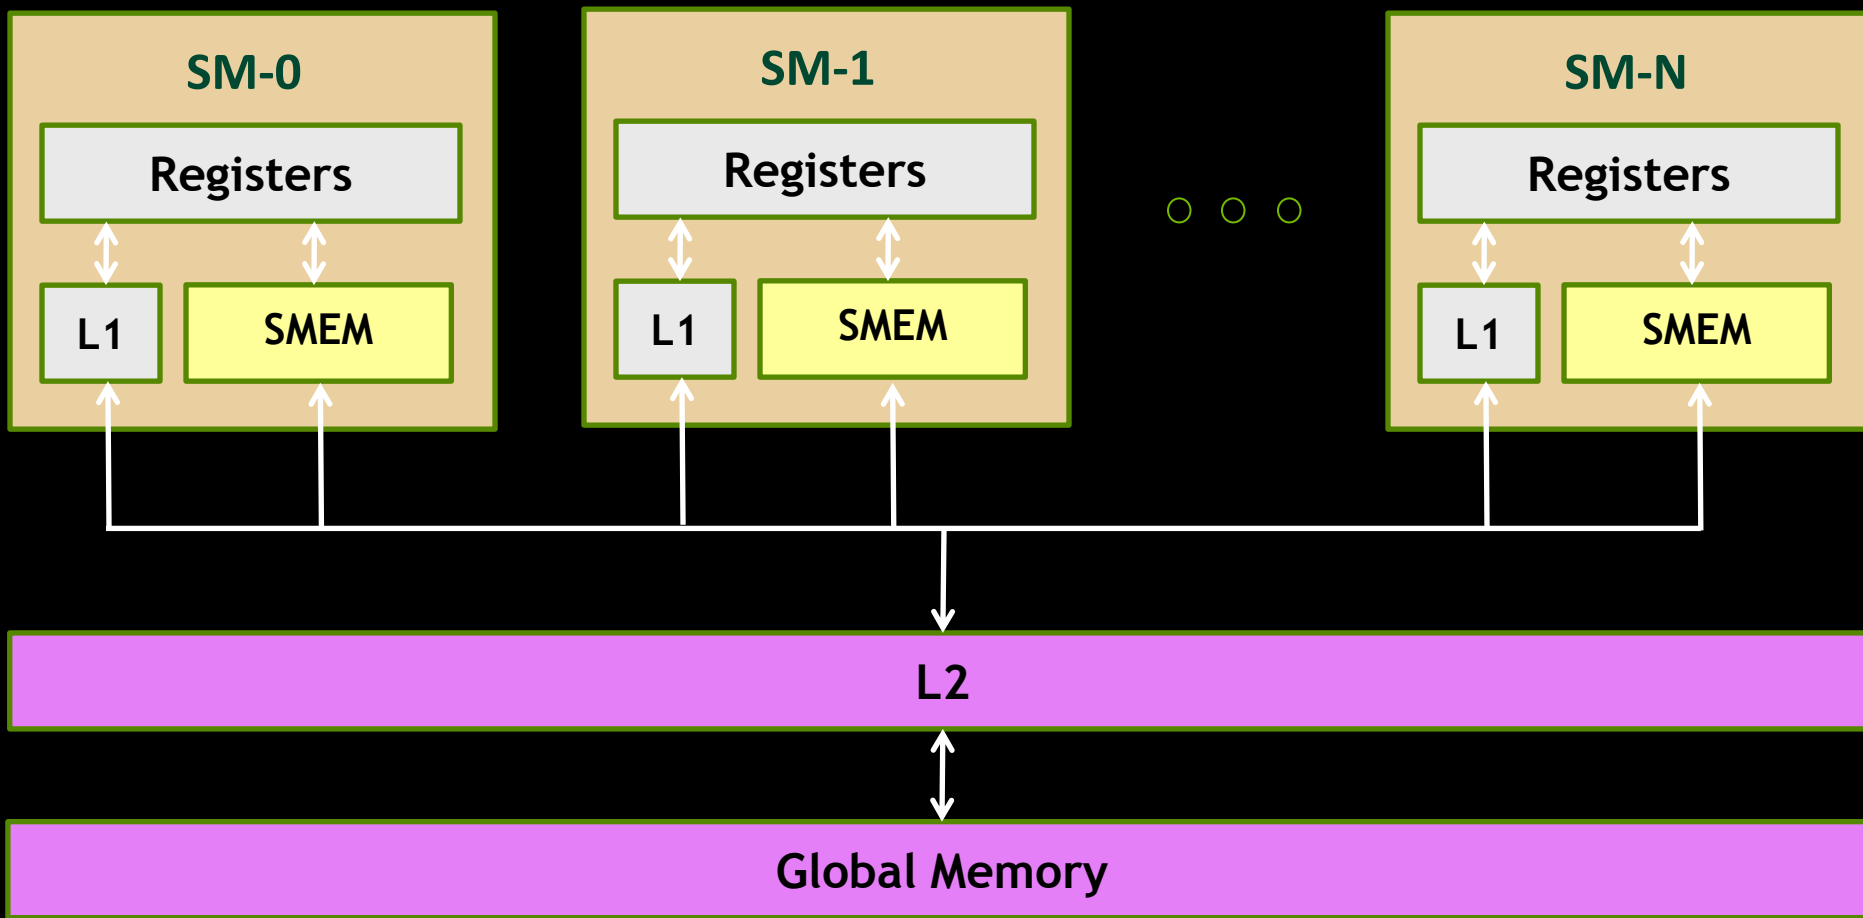 SM-0
Registers
L1
SMEM
SM-1
Registers
L1
SMEM
SM-N
Registers
L1
SMEM
L2
Global Memory